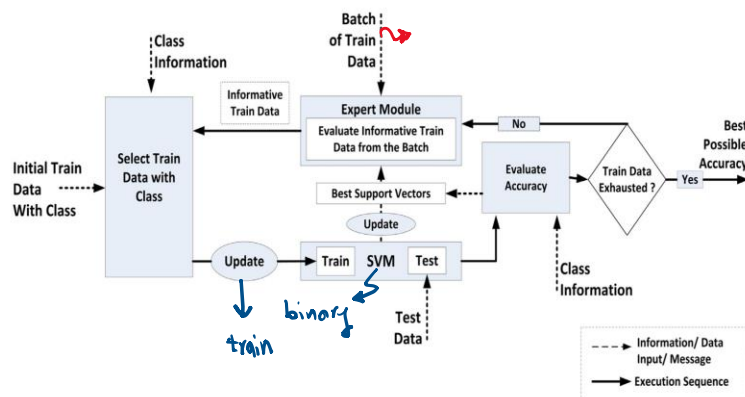 Batch
of Train
Data
Class
Information
Informative
Train Data
Expert Module
Evaluate Informative Train
Data from the Batch
No
Best
Possible
Accuracy
Initial Train
Data
With Class
Select Train
Data with
Class
Evaluate
Accuracy
Train Data
Exhausted ?
Yes
Best Support Vectors
Update
Update
Train
SVM
Test
Class
Information
Test
Data
binary
train
Information/ Data
Input/ Message
Execution Sequence